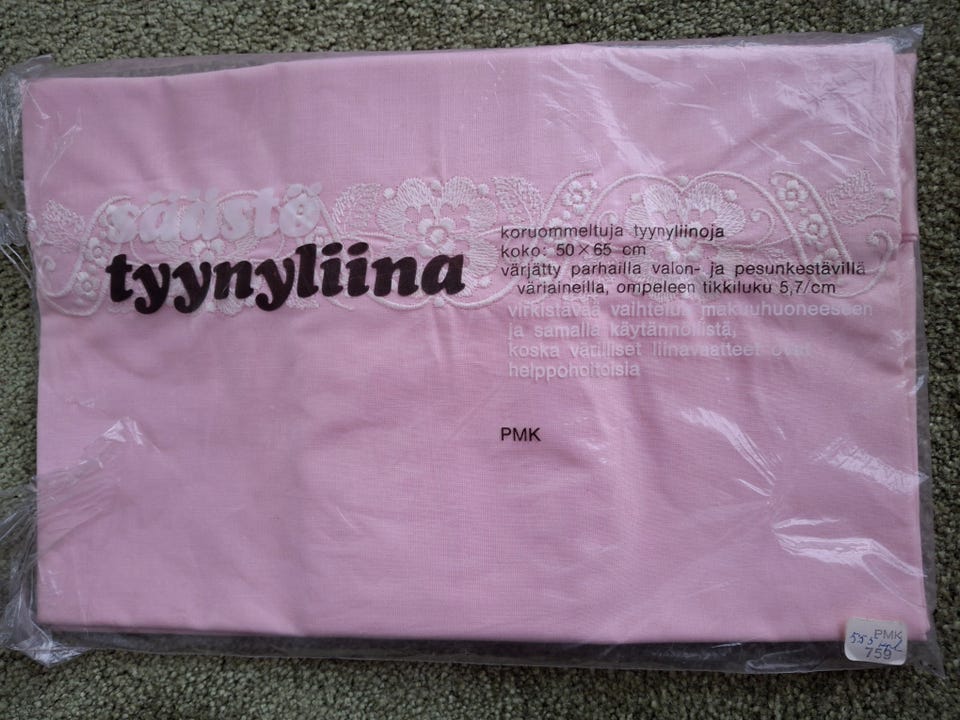 säästö
tyynyliina
koruommeltuja tyynyliinoja
koko: 50 × 65 cm
värjätty parhailla valon- ja pesunkestävillä
väriaineilla, ompeleen tikkiluku 5,7/cm
virkistävää vaihtelua makuuhuoneeseen
ja samalla käytännöllistä,
koska värilliset liinavaatteet ovat
helppohoitoisia
PMK
PMK
759